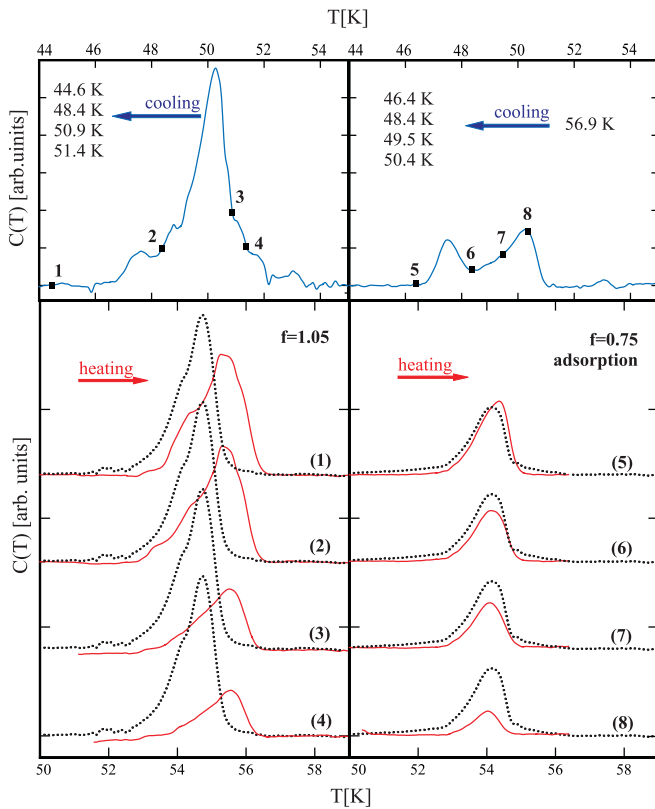 T[K]
44 46 48 50 52 54
44 46 48 50 52 54
C(T) [arb.uinits]
44.6 K
48.4 K
50.9 K
51.4 K
cooling
1
2
3
4
46.4 K
48.4 K
49.5 K
50.4 K
cooling
56.9 K
5
6
7
8
C(T) [arb. units]
f=1.05
heating
(1)
(2)
(3)
(4)
f=0.75
adsorption
heating
(5)
(6)
(7)
(8)
50 52 54 56 58
50 52 54 56 58
T[K]